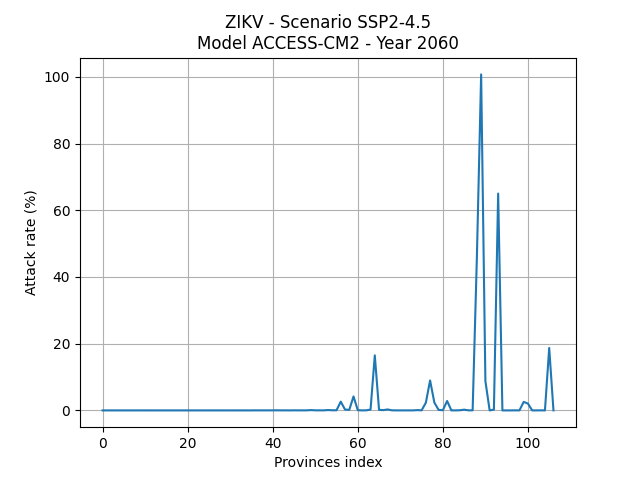 ZIKV - Scenario SSP2-4.5
Model ACCESS-CM2 - Year 2060
100
80
60
40
20
0
Attack rate (%)
0 20 40 60 80 100
Provinces index